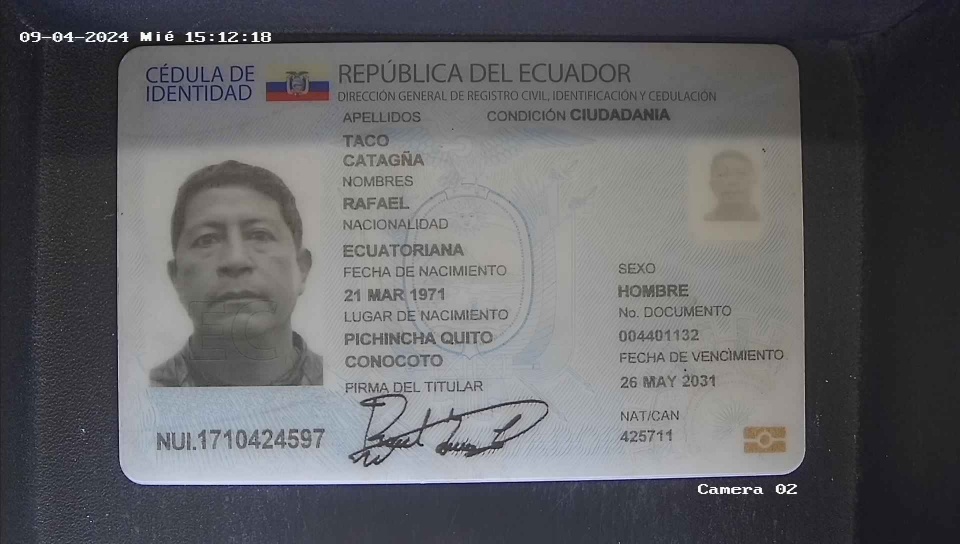 09-04-2024 Mié 15:12:18
CÉDULA DE
IDENTIDAD
REPÚBLICA DEL ECUADOR
DIRECCIÓN GENERAL DE REGISTRO CIVIL, IDENTIFICACIÓN Y CEDULACIÓN
APELLIDOS
CONDICIÓN CIUDADANIA
TACO
CATAGÑA
NOMBRES
RAFAEL
NACIONALIDAD
ECUATORIANA
FECHA DE NACIMIENTO
21 MAR 1971
LUGAR DE NACIMIENTO
PICHINCHA QUITO
CONOCOTO
PIRMA DEL TITULAR
SEXO
HOMBRE
No. DOCUMENTO
004401132
FECHA DE VENCIMIENTO
26 MAY 2031
NAT/CAN
425711
NUI.1710424597
Camera 02